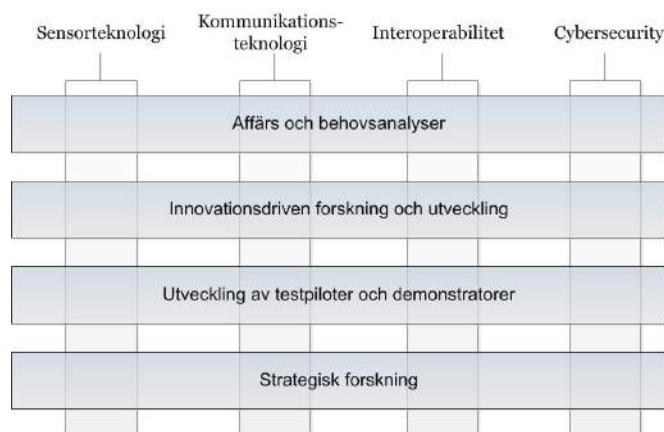 Sensorteknologi
Kommunikations-
teknologi
Interoperabilitet
Cybersecurity
Affärs och behovsanalyser
Innovationsdriven forskning och utveckling
Utveckling av testpiloter och demonstratorer
Strategisk forskning